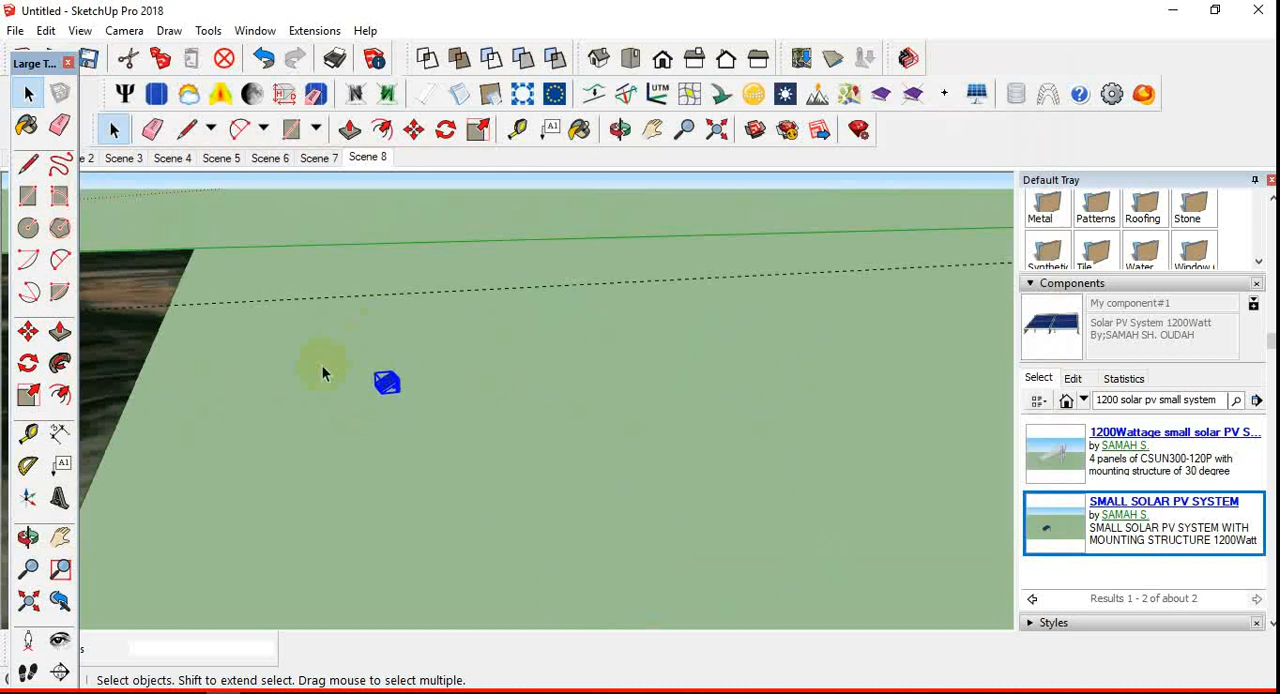 Untitled - SketchUp Pro 2018
File Edit View Camera Draw Tools Window Extensions Help
Large T...
UTM
A1
e 2 Scene 3 Scene 4 Scene 5 Scene 6 Scene 7 Scene 8
Default Tray
Metal Patterns Roofing Stone
Synthetic Tile Water Window
Components
My component#1
Solar PV System 1200Watt
By;SAMAH SH. OUDAH
Select Edit Statistics
1200 solar pv small system
1200Wattage small solar PV S...
by SAMAH S.
4 panels of CSUN300-120P with
mounting structure of 30 degree
SMALL SOLAR PV SYSTEM
by SAMAH S.
SMALL SOLAR PV SYSTEM WITH
MOUNTING STRUCTURE 1200Watt
A1
Results 1 - 2 of about 2
Styles
s
Select objects. Shift to extend select. Drag mouse to select multiple.